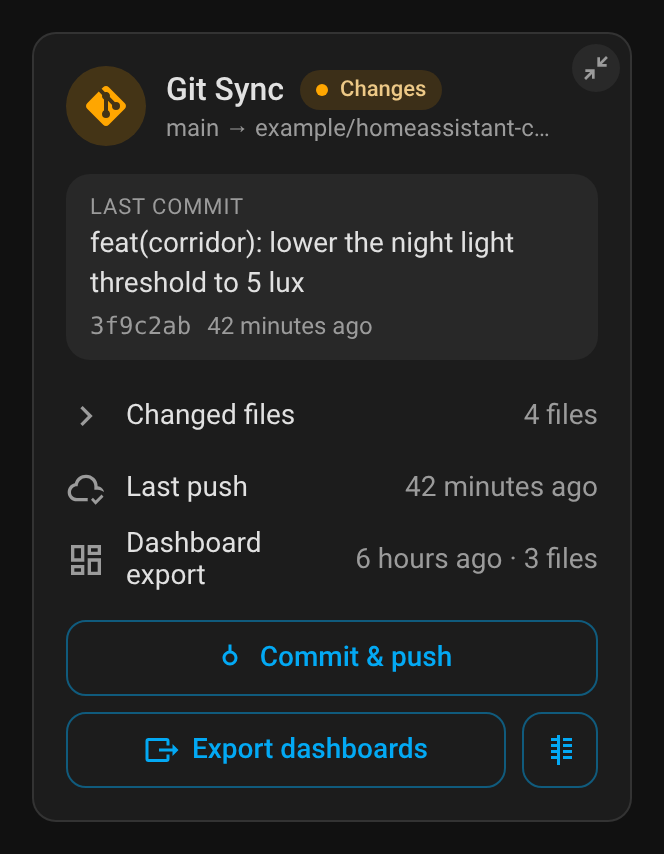 Git Sync
Changes
main → example/homeassistant-c...
LAST COMMIT
feat(corridor): lower the night light
threshold to 5 lux
3f9c2ab 42 minutes ago
Changed files
4 files
Last push
42 minutes ago
Dashboard
export
6 hours ago · 3 files
Commit & push
Export dashboards